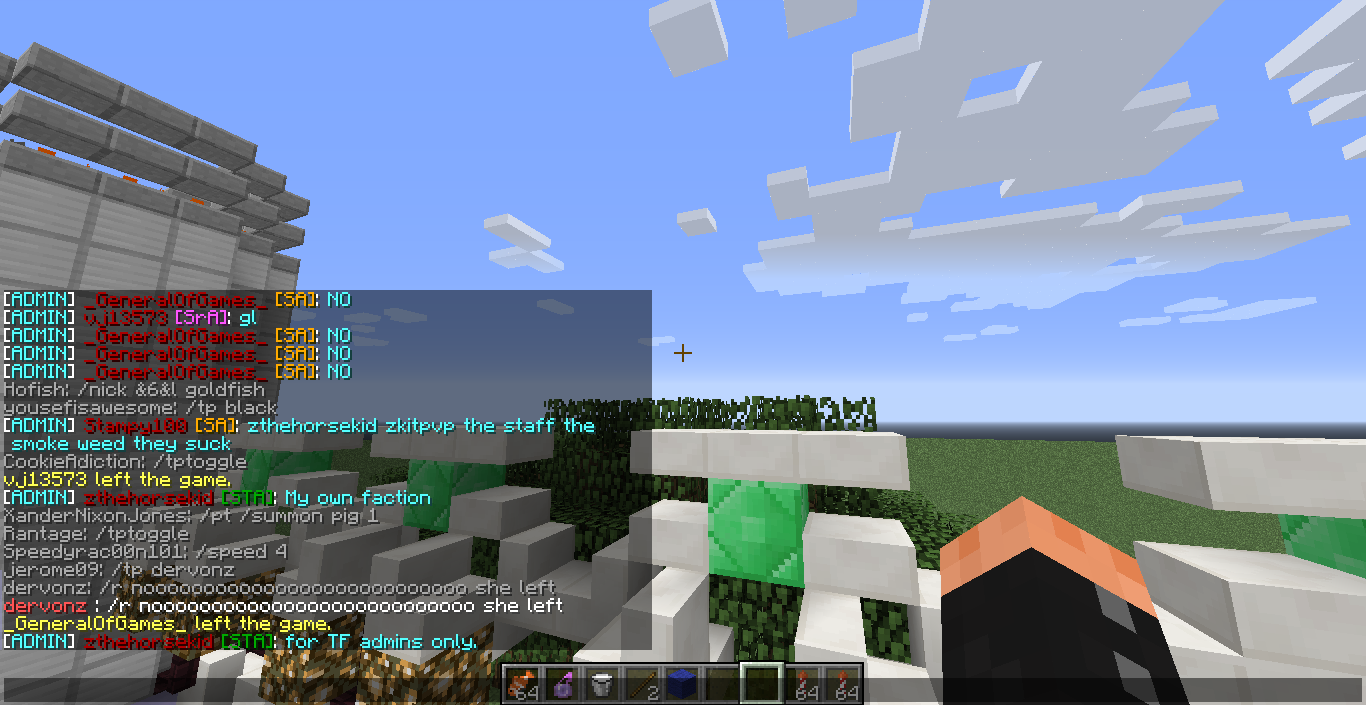 [ADMIN] _GeneralOfGames_ [SA]: NO
[ADMIN] vj13573 [SrA]: gl
[ADMIN] _GeneralOfGames_ [SA]: NO
[ADMIN] _GeneralOfGames_ [SA]: NO
[ADMIN] _GeneralOfGames_ [SA]: NO
Hofish: /nick &6&l goldfish
yousefisawesome: /tp black
[ADMIN] Stampy100 [SA]: zthehorsekid zkitpvp the staff the
smoke weed they suck
CookieAdiction: /tptoggle
vj13573 left the game.
[ADMIN] zthehorsekid [STA]: My own faction
XanderNixonJones: /pt /summon pig 1
Rantage: /tptoggle
Speedyrac00n101: /speed 4
jerome09: /tp dervonz
dervonz: /r nooooooooooooooooooooooooooooo she left
dervonz : /r nooooooooooooooooooooooooooooo she left
_GeneralOfGames_ left the game.
[ADMIN] zthehorsekid [STA]: for TF admins only.
64 2 64 64